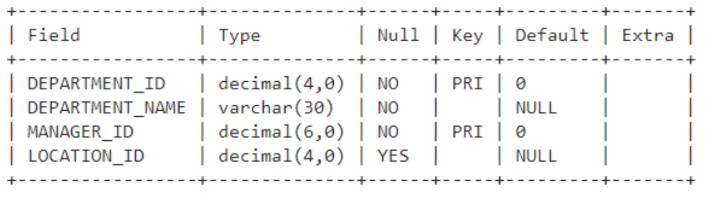 +-----------------+--------------+------+-----+---------+-------+
| Field           | Type         | Null | Key | Default | Extra |
+-----------------+--------------+------+-----+---------+-------+
| DEPARTMENT_ID   | decimal(4,0) | NO   | PRI | 0       |       |
| DEPARTMENT_NAME | varchar(30)  | NO   |     | NULL    |       |
| MANAGER_ID      | decimal(6,0) | NO   | PRI | 0       |       |
| LOCATION_ID     | decimal(4,0) | YES  |     | NULL    |       |
+-----------------+--------------+------+-----+---------+-------+